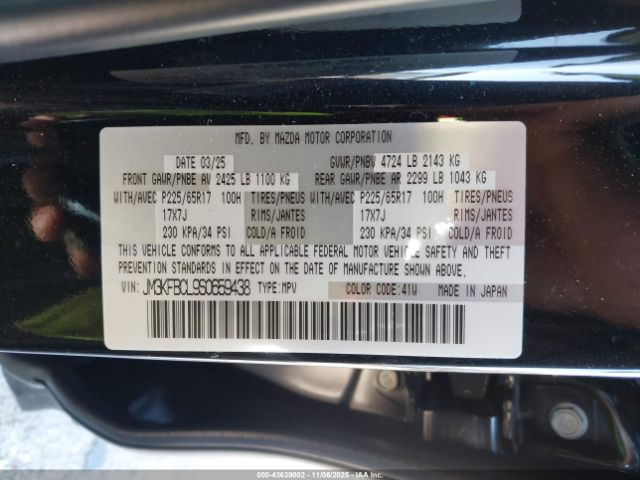 MFD. BY MAZDA MOTOR CORPORATION
DATE 03/25 GVWR/PNBV 4724 LB 2143 KG
FRONT GAWR/PNBE AV 2425 LB 1100 KG REAR GAWR/PNBE AR 2299 LB 1043 KG
WITH/AVEC P225/65R17 100H TIRES/PNEUS WITH/AVEC P225/65R17 100H TIRES/PNEUS
17X7J RIMS/JANTES 17X7J RIMS/JANTES
230 KPA/34 PSI COLD/A FROID 230 KPA/34 PSI COLD/A FROID
THIS VEHICLE CONFORMS TO ALL APPLICABLE FEDERAL MOTOR VEHICLE SAFETY AND THEFT
PREVENTION STANDARDS IN EFFECT ON THE DATE OF MANUFACTURE SHOWN ABOVE.
VIN: JM3KFBCL9S0659438 TYPE: MPV COLOR CODE:41W MADE IN JAPAN
000-43639002 - 11/06/2025 - IAAI.COM